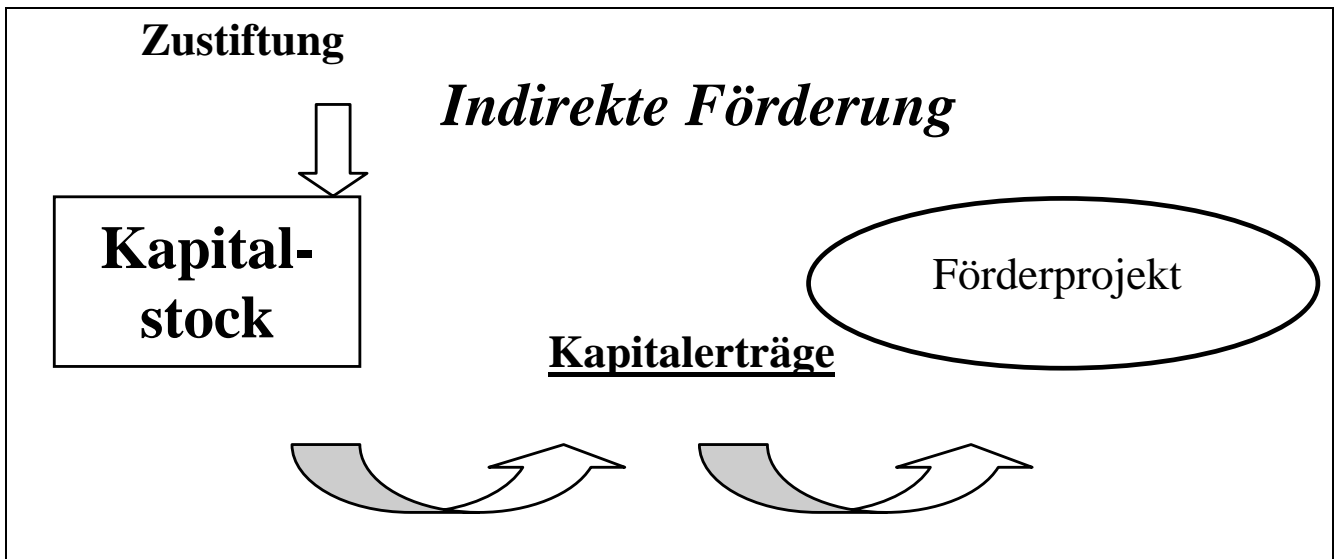 Zustiftung
Indirekte Förderung
Kapital-
stock
Förderprojekt
Kapitalerträge